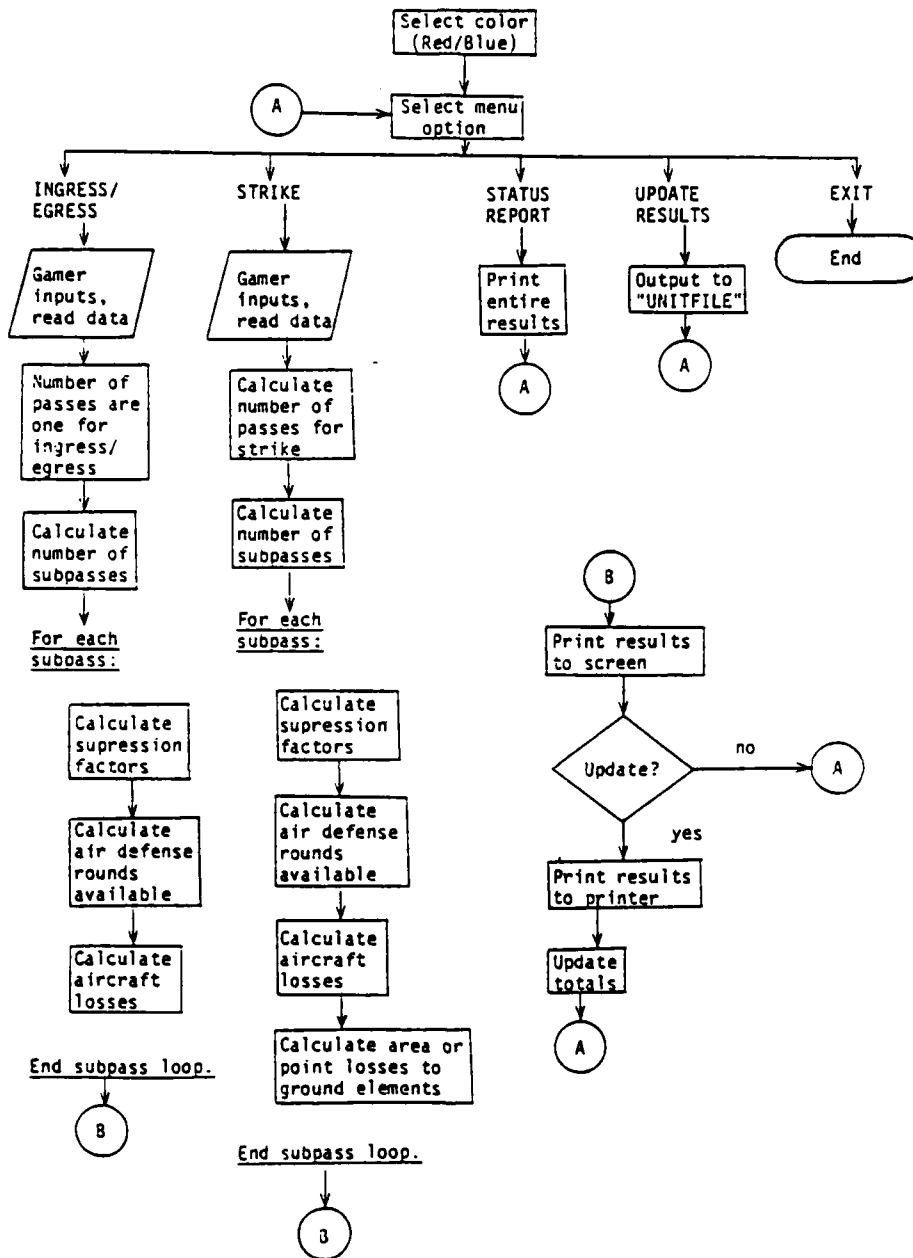 Select color
(Red/Blue)
A
Select menu
option
INGRESS/
EGRESS
STRIKE
STATUS
REPORT
UPDATE
RESULTS
EXIT
Gamer
inputs,
read data
Gamer
inputs,
read data
Print
entire
results
Output to
"UNITFILE"
End
A
A
Number of
passes are
one for
ingress/
egress
Calculate
number of
passes for
strike
Calculate
number of
subpasses
Calculate
number of
subpasses
For each
subpass:
For each
subpass:
Calculate
supression
factors
Calculate
air defense
rounds
available
Calculate
aircraft
losses
End subpass loop.
B
Calculate
supression
factors
Calculate
air defense
rounds
available
Calculate
aircraft
losses
Calculate area or
point losses to
ground elements
End subpass loop.
B
B
Print results
to screen
Update?
no
A
yes
Print results
to printer
Update
totals
A